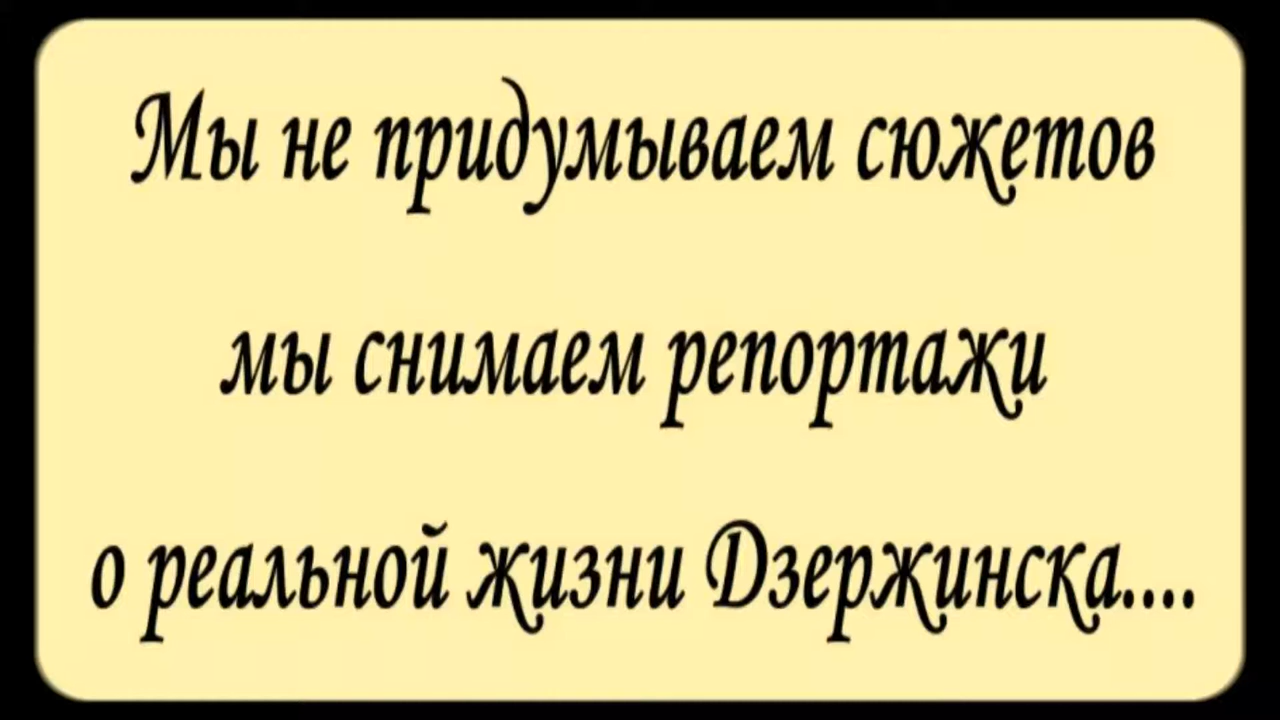 Мы не придумываем сюжетов
мы снимаем репортажи
о реальной жизни Дзержинска....